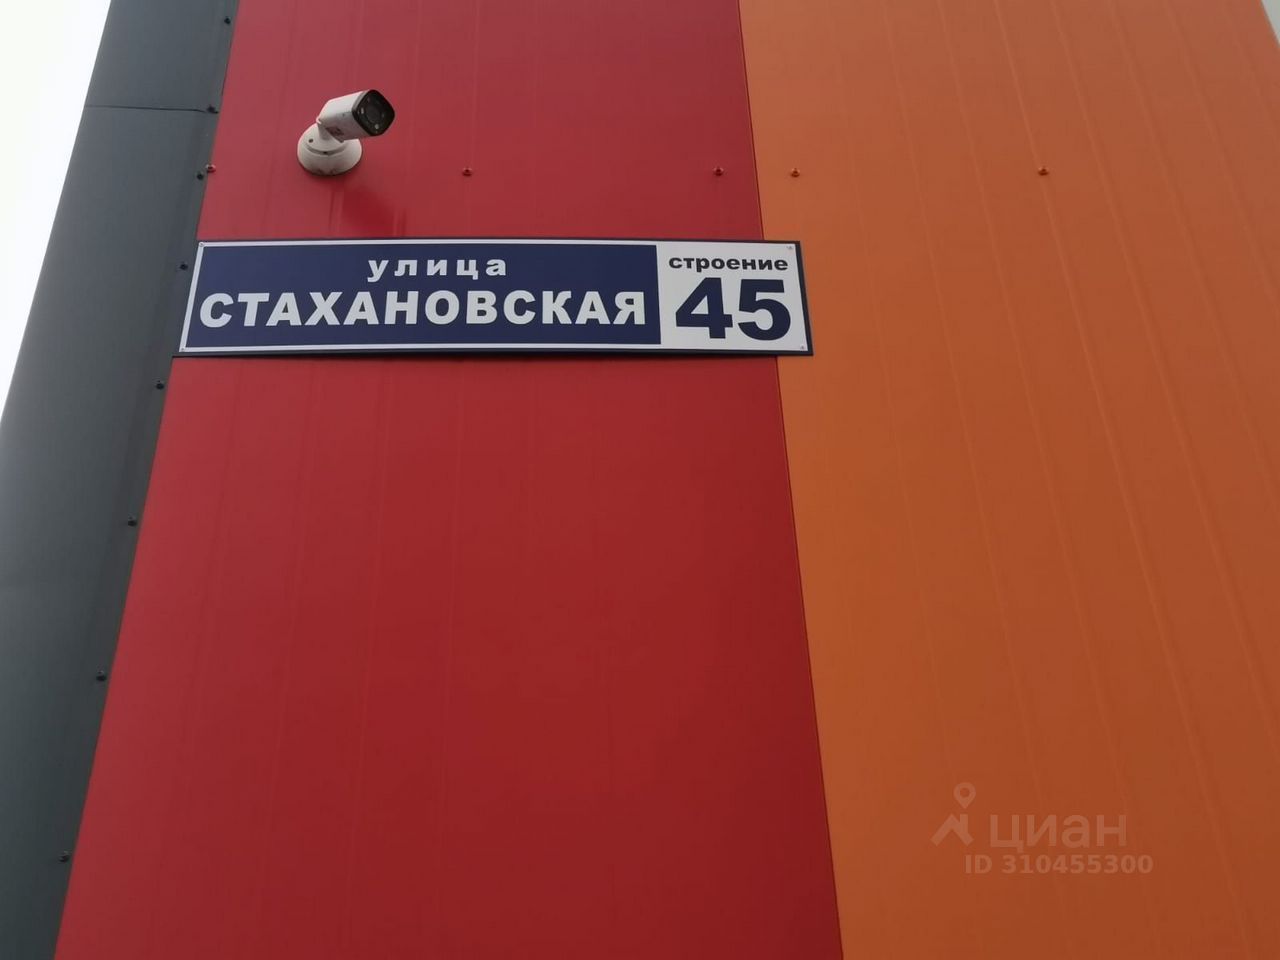 улица
СТАХАНОВСКАЯ
строение
45
циан
ID 310455300